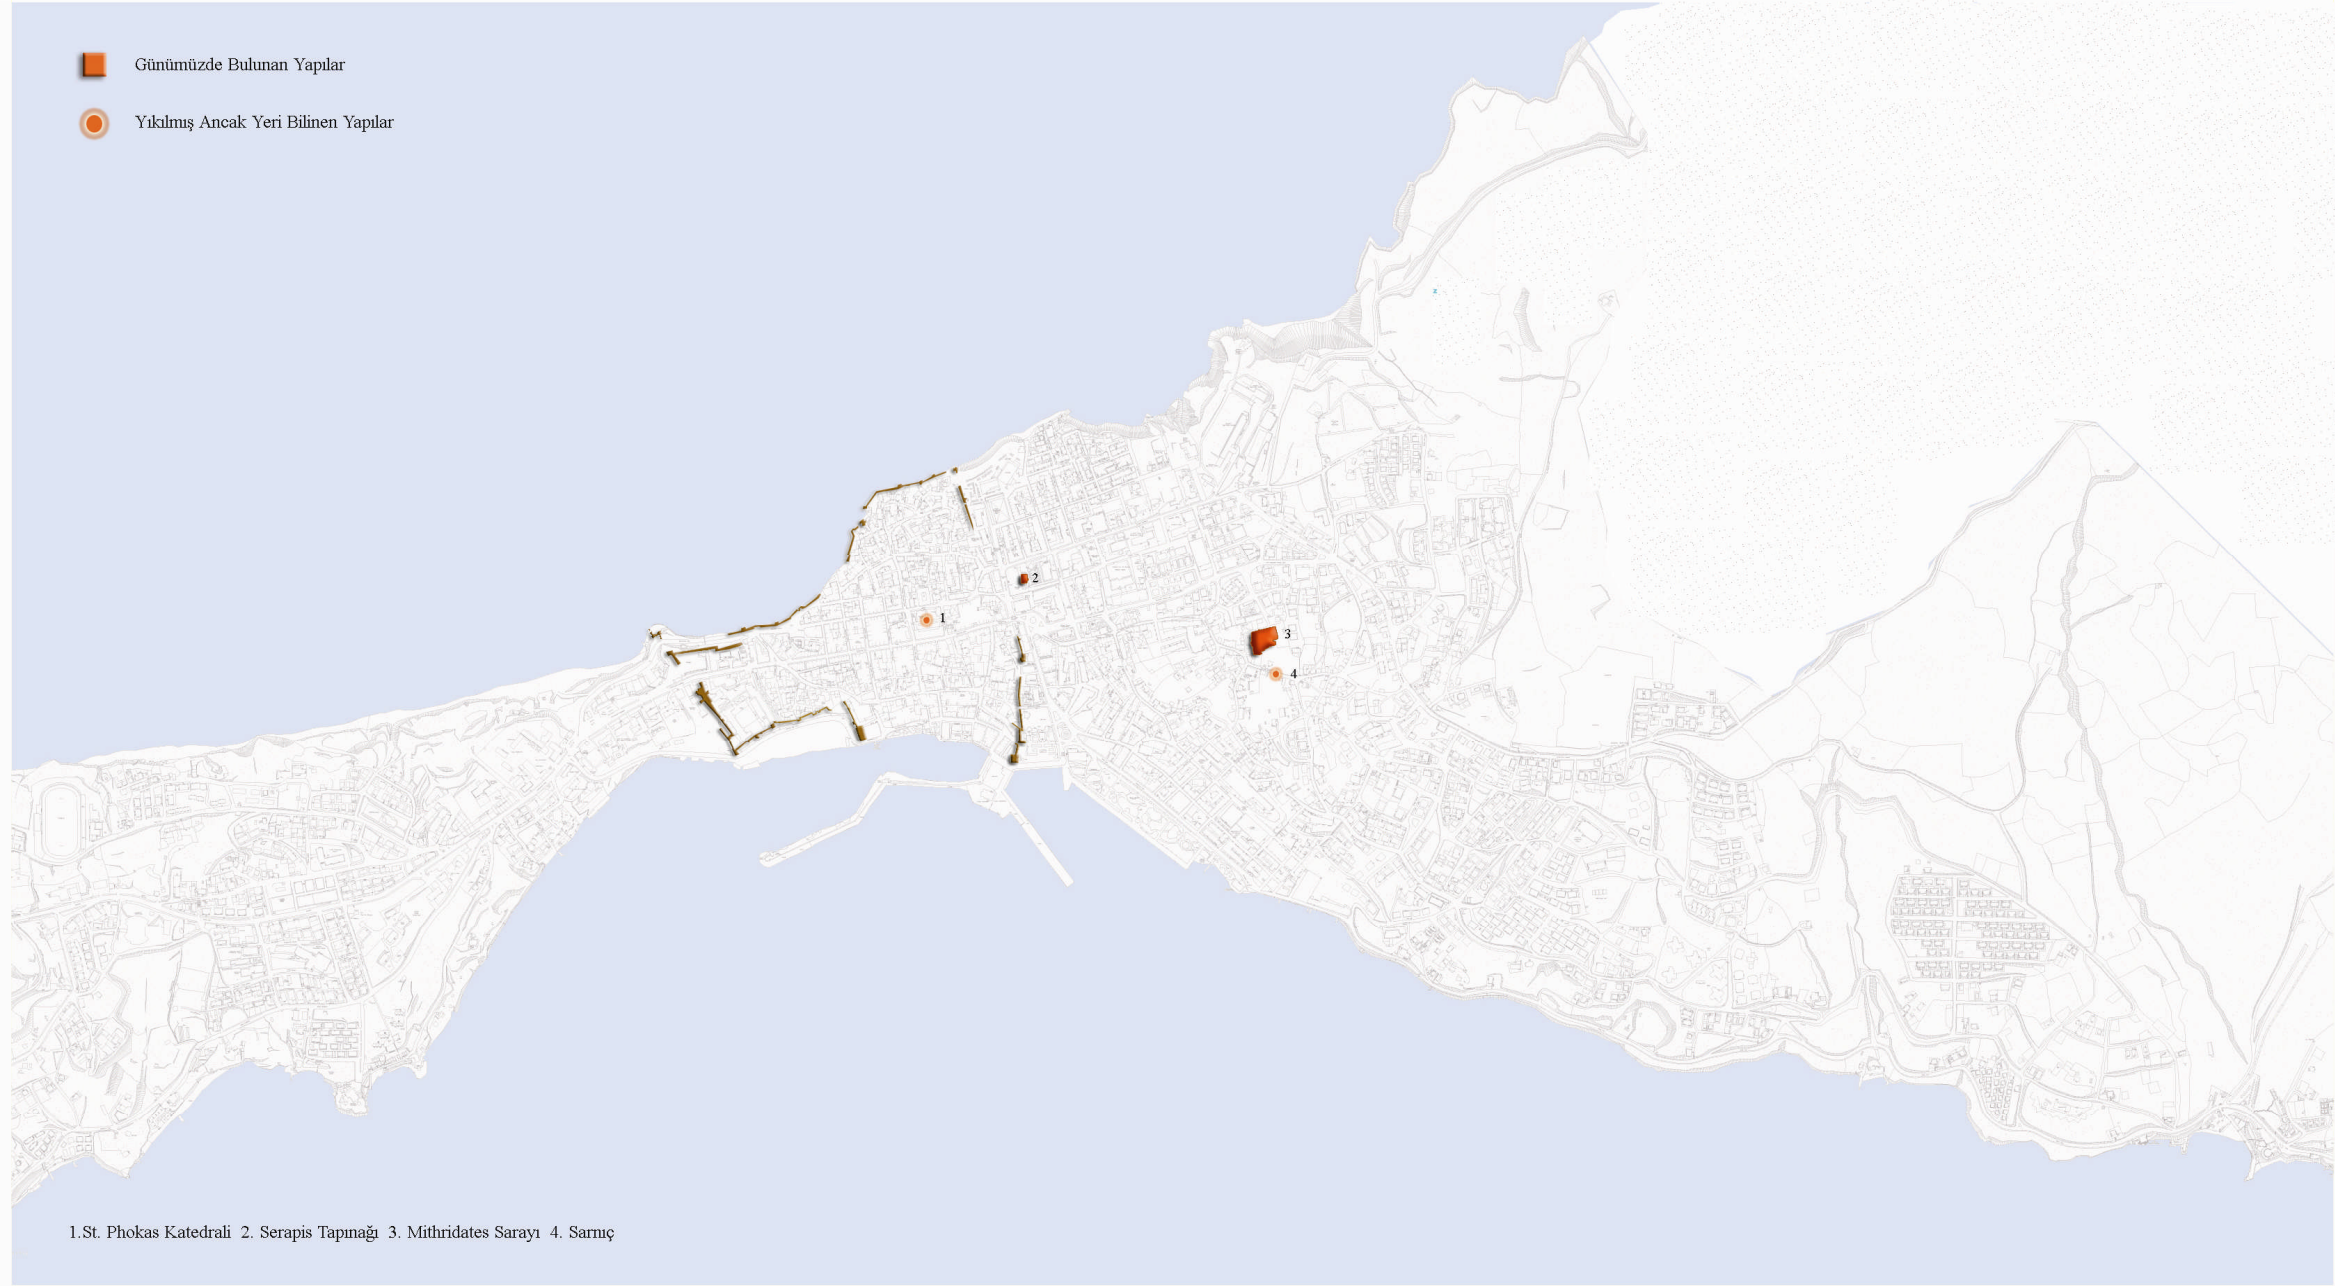 Günümüzde Bulunan Yapılar
Yıkılmış Ancak Yeri Bilinen Yapılar
2
1
3
4
1.St. Phokas Katedrali 2. Serapis Tapınağı 3. Mithridates Sarayı 4. Sarnıç